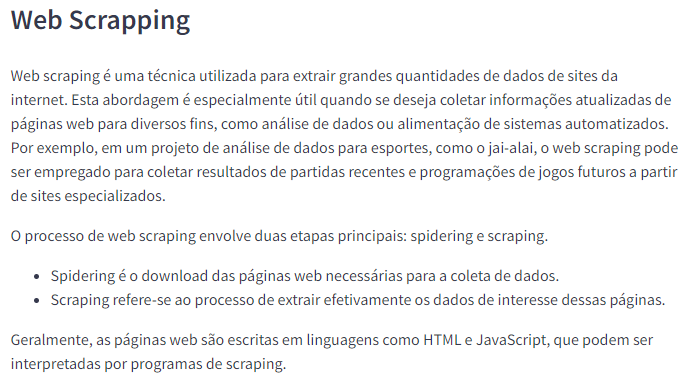 Web Scrapping
Web scraping é uma técnica utilizada para extrair grandes quantidades de dados de sites da
internet. Esta abordagem é especialmente útil quando se deseja coletar informações atualizadas de
páginas web para diversos fins, como análise de dados ou alimentação de sistemas automatizados.
Por exemplo, em um projeto de análise de dados para esportes, como o jai-alai, o web scraping pode
ser empregado para coletar resultados de partidas recentes e programações de jogos futuros a partir
de sites especializados.
O processo de web scraping envolve duas etapas principais: spidering e scraping.
• Spidering é o download das páginas web necessárias para a coleta de dados.
• Scraping refere-se ao processo de extrair efetivamente os dados de interesse dessas páginas.
Geralmente, as páginas web são escritas em linguagens como HTML e JavaScript, que podem ser
interpretadas por programas de scraping.